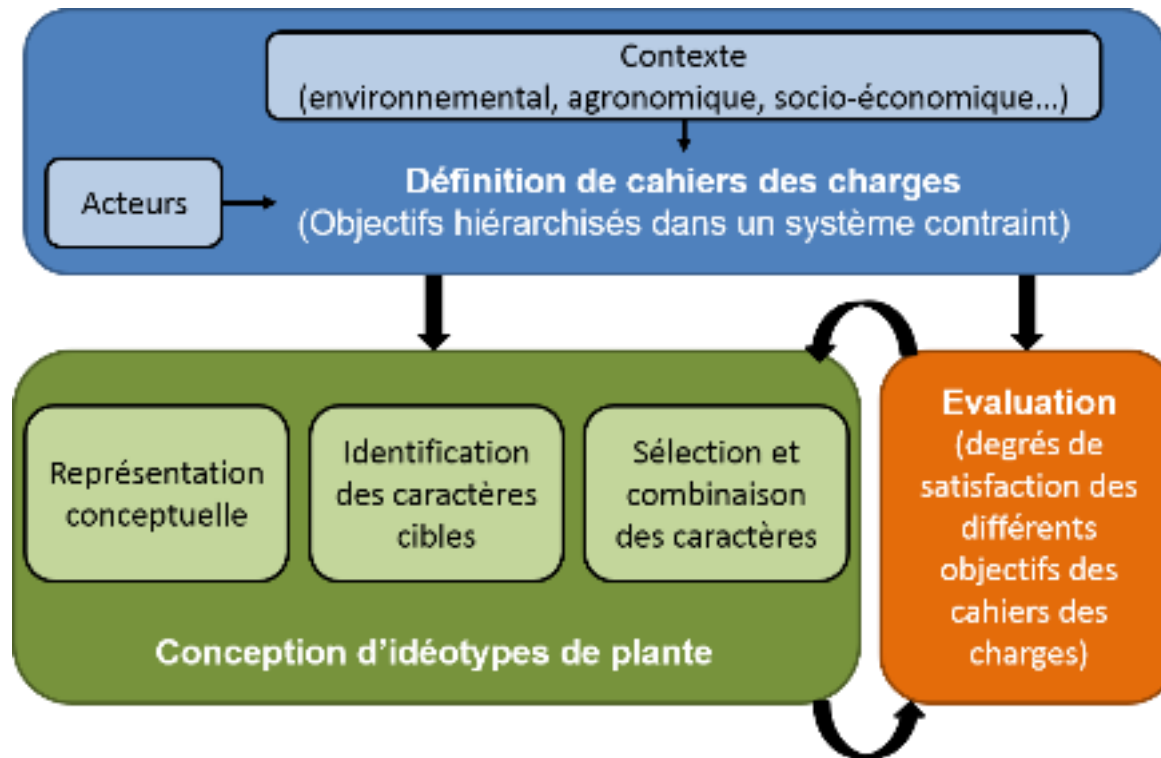 Contexte
(environnemental, agronomique, socio-économique...)
Acteurs
Définition de cahiers des charges
(Objectifs hiérarchisés dans un système contraint)
Représentation
conceptuelle
Identification
des caractères
cibles
Sélection et
combinaison
des caractères
Conception d’idéotypes de plante
Evaluation
(degrés de
satisfaction des
différents
objectifs des
cahiers des
charges)